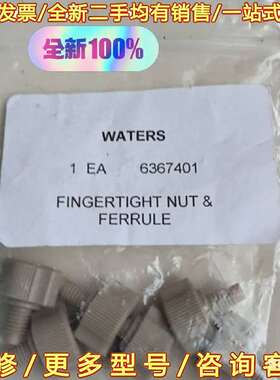 发票/全新二手均有销售/一站式
全新100%
WATERS
1 EA 6367401
FINGERTIGHT NUT &
FERRULE
修/更多型号/咨询客